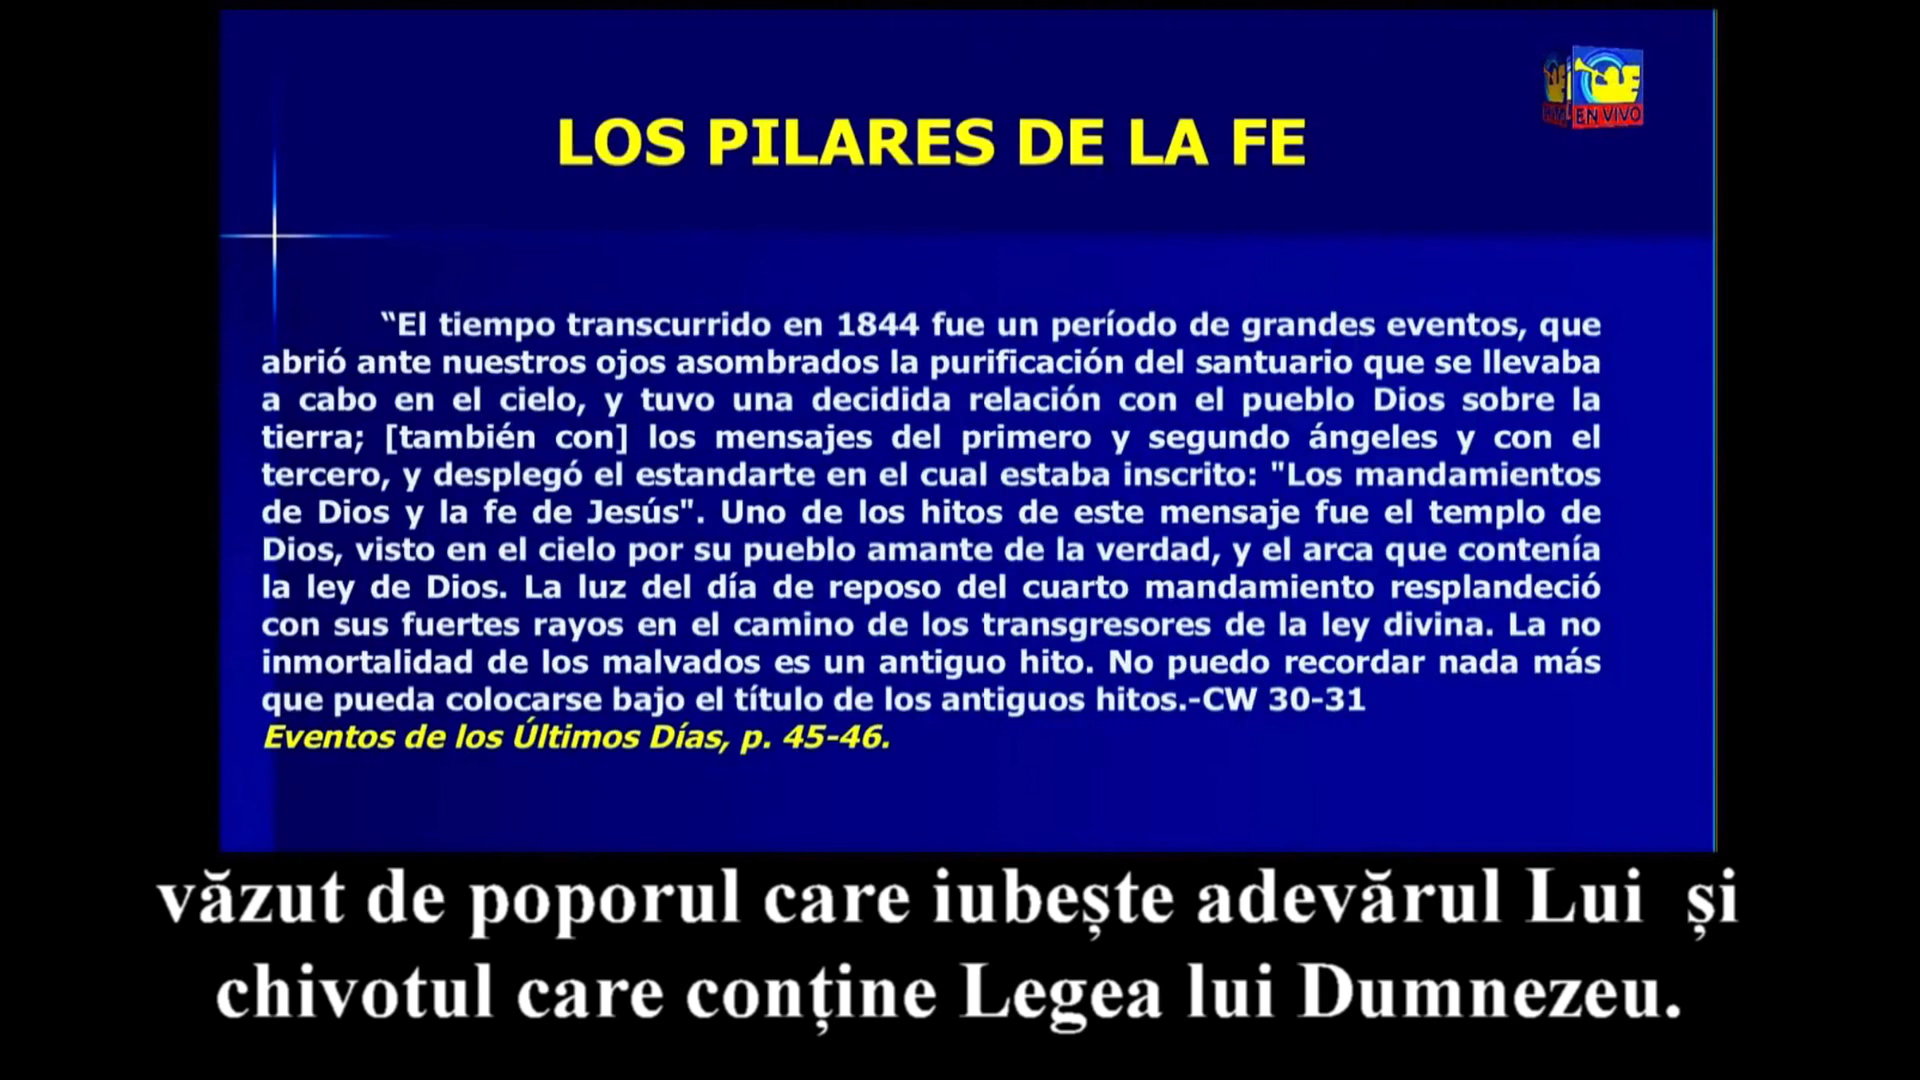 LOS PILARES DE LA FE
EN VIVO
“El tiempo transcurrido en 1844 fue un período de grandes eventos, que
abrió ante nuestros ojos asombrados la purificación del santuario que se llevaba
a cabo en el cielo, y tuvo una decidida relación con el pueblo Dios sobre la
tierra; [también con] los mensajes del primero y segundo ángeles y con el
tercero, y desplegó el estandarte en el cual estaba inscrito: "Los mandamientos
de Dios y la fe de Jesús". Uno de los hitos de este mensaje fue el templo de
Dios, visto en el cielo por su pueblo amante de la verdad, y el arca que contenía
la ley de Dios. La luz del día de reposo del cuarto mandamiento resplandeció
con sus fuertes rayos en el camino de los transgresores de la ley divina. La no
inmortalidad de los malvados es un antiguo hito. No puedo recordar nada más
que pueda colocarse bajo el título de los antiguos hitos.-CW 30-31
Eventos de los Últimos Días, p. 45-46.
văzut de poporul care iubește adevărul Lui și
chivotul care conține Legea lui Dumnezeu.